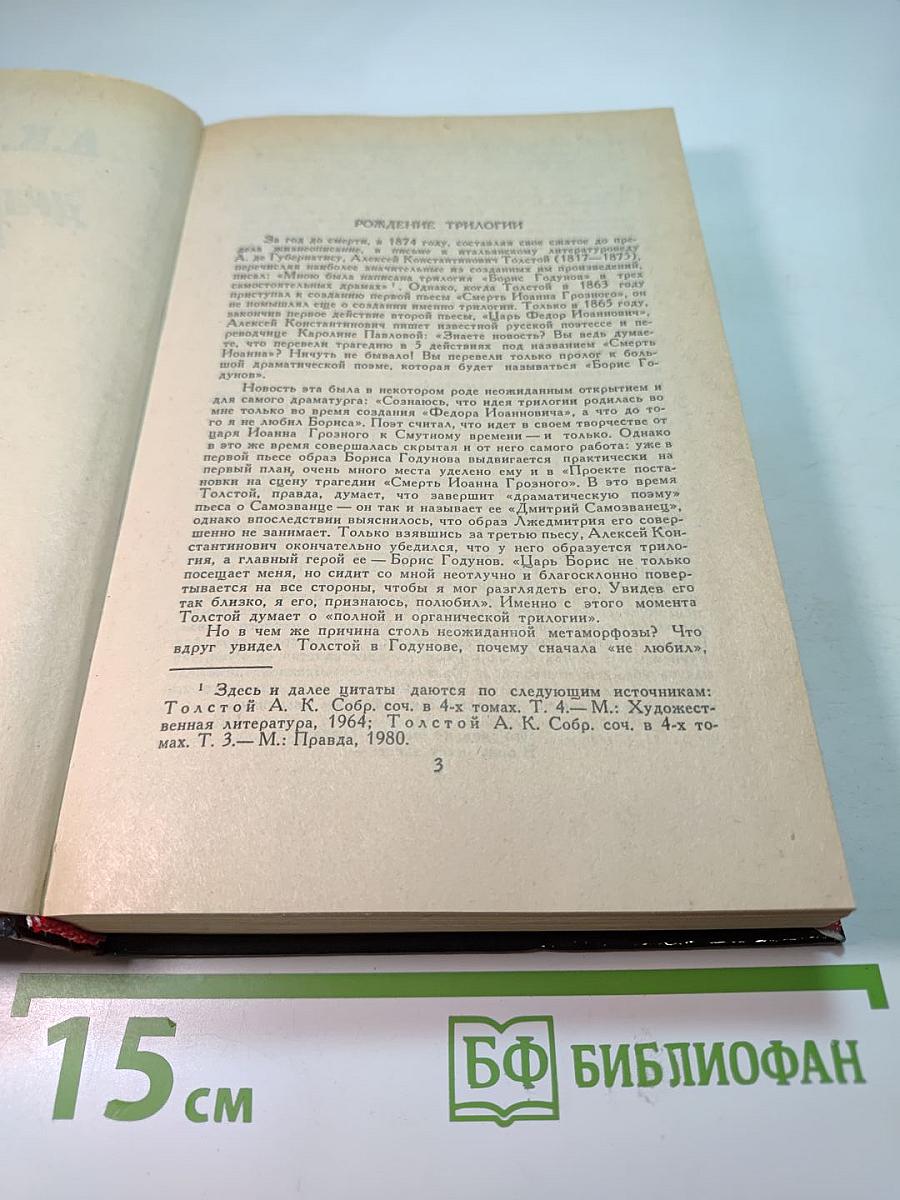 А.К.
РОЖДЕНИЕ ТРИЛОГИИ
За год до смерти, в 1874 году, составляя свое сжатое до пре-
дела жизнеописание, в письме к итальянскому литературоведу
А. де Губернатису, Алексей Константинович Толстой (1817—1875),
перечисляя наиболее значительные из созданных им произведений,
писал: «Мною была написана трилогия «Борис Годунов» в трех
самостоятельных драмах» ¹. Однако, когда Толстой в 1863 году
приступал к созданию первой пьесы «Смерть Иоанна Грозного», он
не помышлял еще о создании именно трилогии. Только в 1865 году,
закончив первое действие второй пьесы, «Царь Федор Иоаннович»,
Алексей Константинович пишет известной русской поэтессе и пе-
реводчице Каролине Павловой: «Знаете новость? Вы ведь думае-
те, что перевели трагедию в 5 действиях под названием «Смерть
Иоанна»? Ничуть не бывало! Вы перевели только пролог к боль-
шой драматической поэме, которая будет называться «Борис Го-
дунов».
Новость эта была в некотором роде неожиданным открытием и
для самого драматурга: «Сознаюсь, что идея трилогии родилась во
мне только во время создания «Федора Иоанновича», а что до то-
го я не любил Бориса». Поэт считал, что идет в своем творчестве от
царя Иоанна Грозного к Смутному времени — и только. Однако
в это же время совершалась скрытая и от него самого работа: уже в
первой пьесе образ Бориса Годунова выдвигается практически на
первый план, очень много места уделено ему и в «Проекте поста-
новки на сцену трагедии «Смерть Иоанна Грозного». В это время
Толстой, правда, думает, что завершит «драматическую поэму»
пьеса о Самозванце — он так и называет ее «Дмитрий Самозванец»,
однако впоследствии выяснилось, что образ Лжедмитрия его совер-
шенно не занимает. Только взявшись за третью пьесу, Алексей Кон-
стантинович окончательно убедился, что у него образуется трило-
гия, а главный герой ее — Борис Годунов. «Царь Борис не только
посещает меня, но сидит со мной неотлучно и благосклонно повер-
тывается на все стороны, чтобы я мог разглядеть его. Увидев его
так близко, я его, признаюсь, полюбил». Именно с этого момента
Толстой думает о «полной и органической трилогии».
Но в чем же причина столь неожиданной метаморфозы? Что
вдруг увидел Толстой в Годунове, почему сначала «не любил»,
¹ Здесь и далее цитаты даются по следующим источникам:
Толстой А. К. Собр. соч. в 4-х томах. Т. 4.— М.: Художест-
венная литература, 1964; Толстой А. К. Собр. соч. в 4-х то-
мах. Т. 3.— М.: Правда, 1980.
3
15 см
БФ БИБЛИОФАН